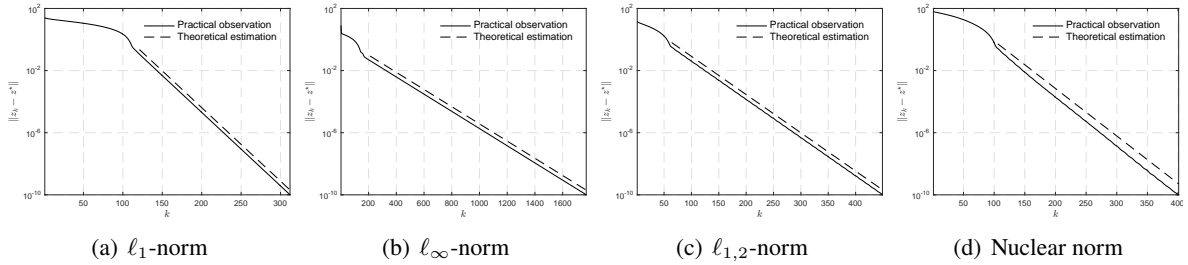 10^2
10^-2
10^-6
10^-10
||z_k − z*||
50 100 150 200 250 300
k
Practical observation
Theoretical estimation
(a) ℓ₁-norm
10^2
10^-2
10^-6
10^-10
||z_k − z*||
200 400 600 800 1000 1200 1400 1600
k
Practical observation
Theoretical estimation
(b) ℓ∞-norm
10^2
10^-2
10^-6
10^-10
||z_k − z*||
50 100 150 200 250 300 350 400 450
k
Practical observation
Theoretical estimation
(c) ℓ₁,₂-norm
10^2
10^-2
10^-6
10^-10
||z_k − z*||
50 100 150 200 250 300 350 400
k
Practical observation
Theoretical estimation
(d) Nuclear norm